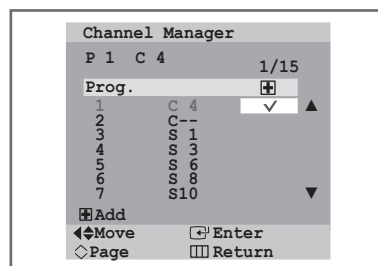 Channel Manager
P 1 C 4
1/15
Prog.
1 C 4
2 C--
3 S 1
4 S 3
5 S 6
6 S 8
7 S10
Add
Move Enter
Page Return